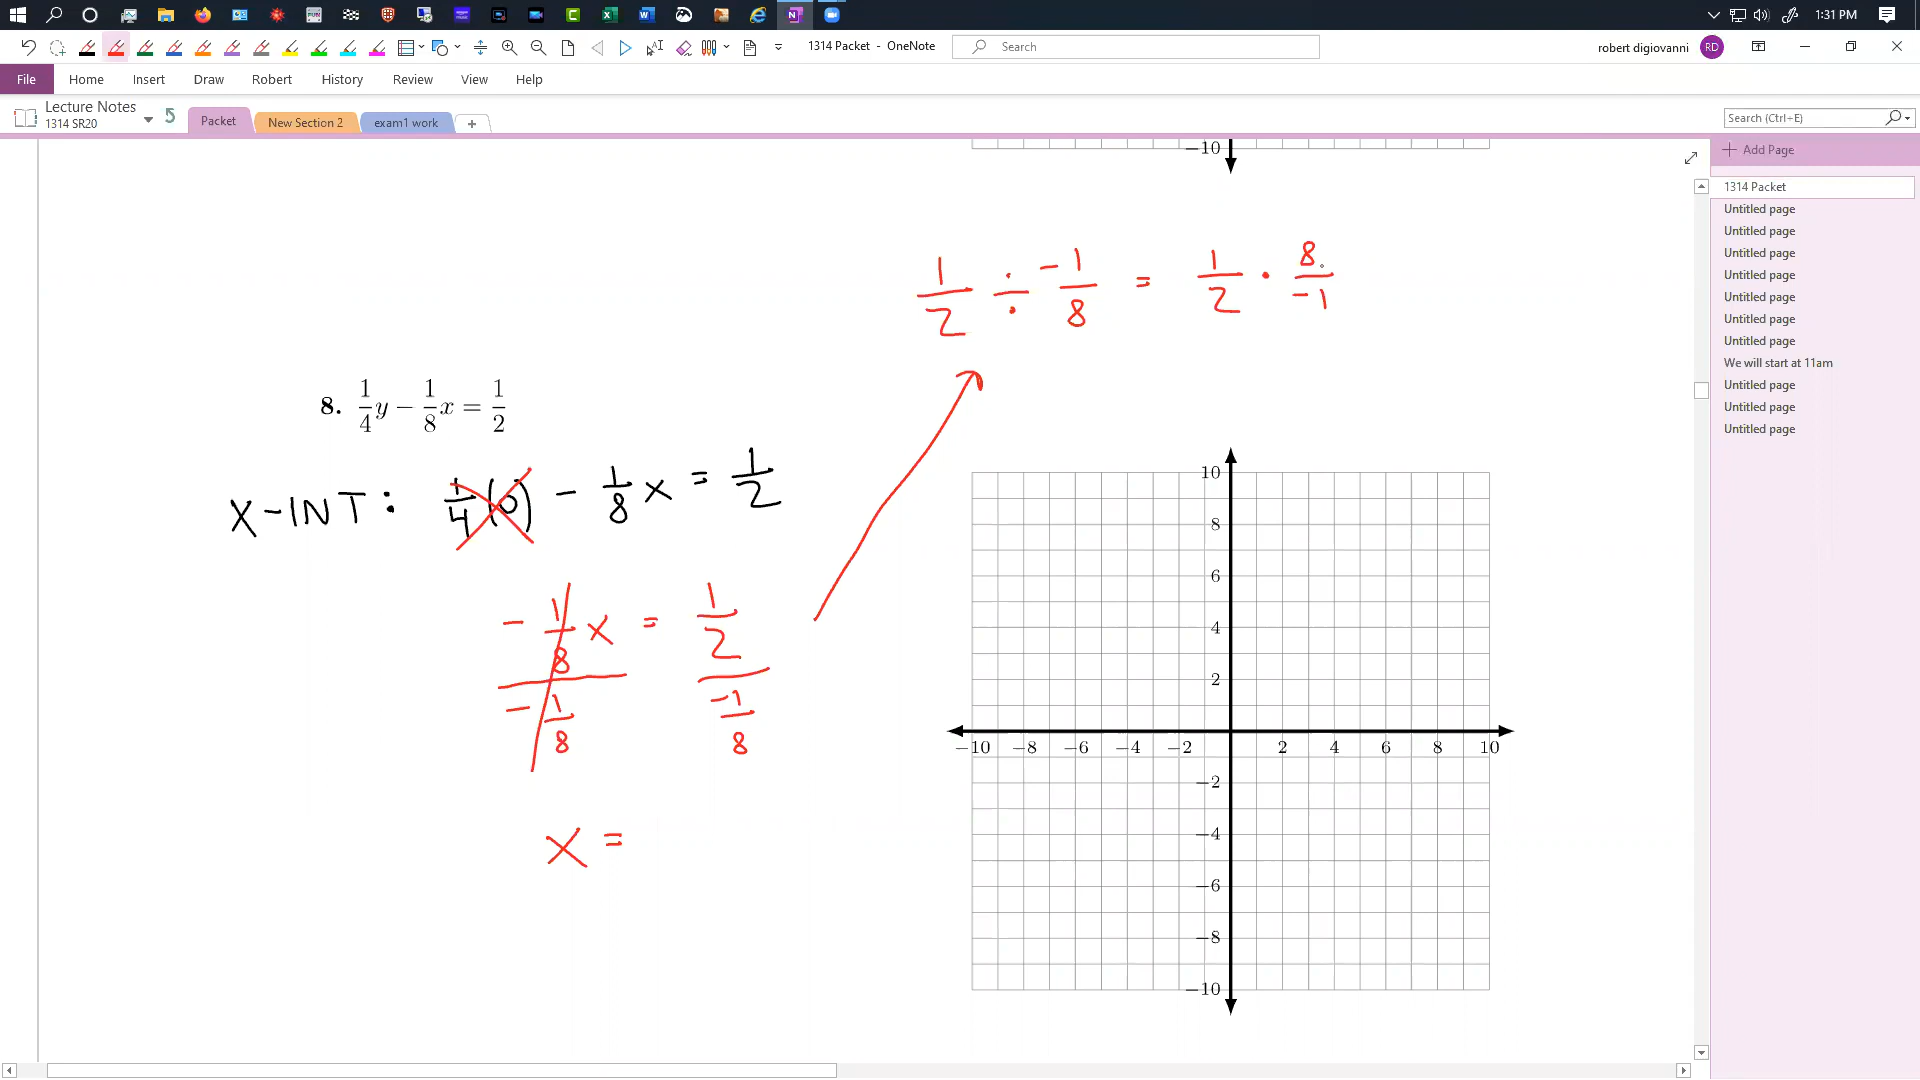 1:31 PM
1314 Packet - OneNote
Search
robert digiovanni
RD
File Home Insert Draw Robert History Review View Help
Lecture Notes
1314 SR20
Packet
New Section 2
exam1 work
Search (Ctrl+E)
Add Page
1314 Packet
Untitled page
Untitled page
Untitled page
Untitled page
Untitled page
Untitled page
Untitled page
We will start at 11am
Untitled page
Untitled page
Untitled page
−10
1/2 ÷ -1/8 = 1/2 · 8/-1
8. 1/4 y − 1/8 x = 1/2
X-INT: 1/4 (0) - 1/8 x = 1/2
- 1/8 x = 1/2
- 1/8 -1/8
x =
10
8
6
4
2
−10 −8 −6 −4 −2 2 4 6 8 10
−2
−4
−6
−8
−10